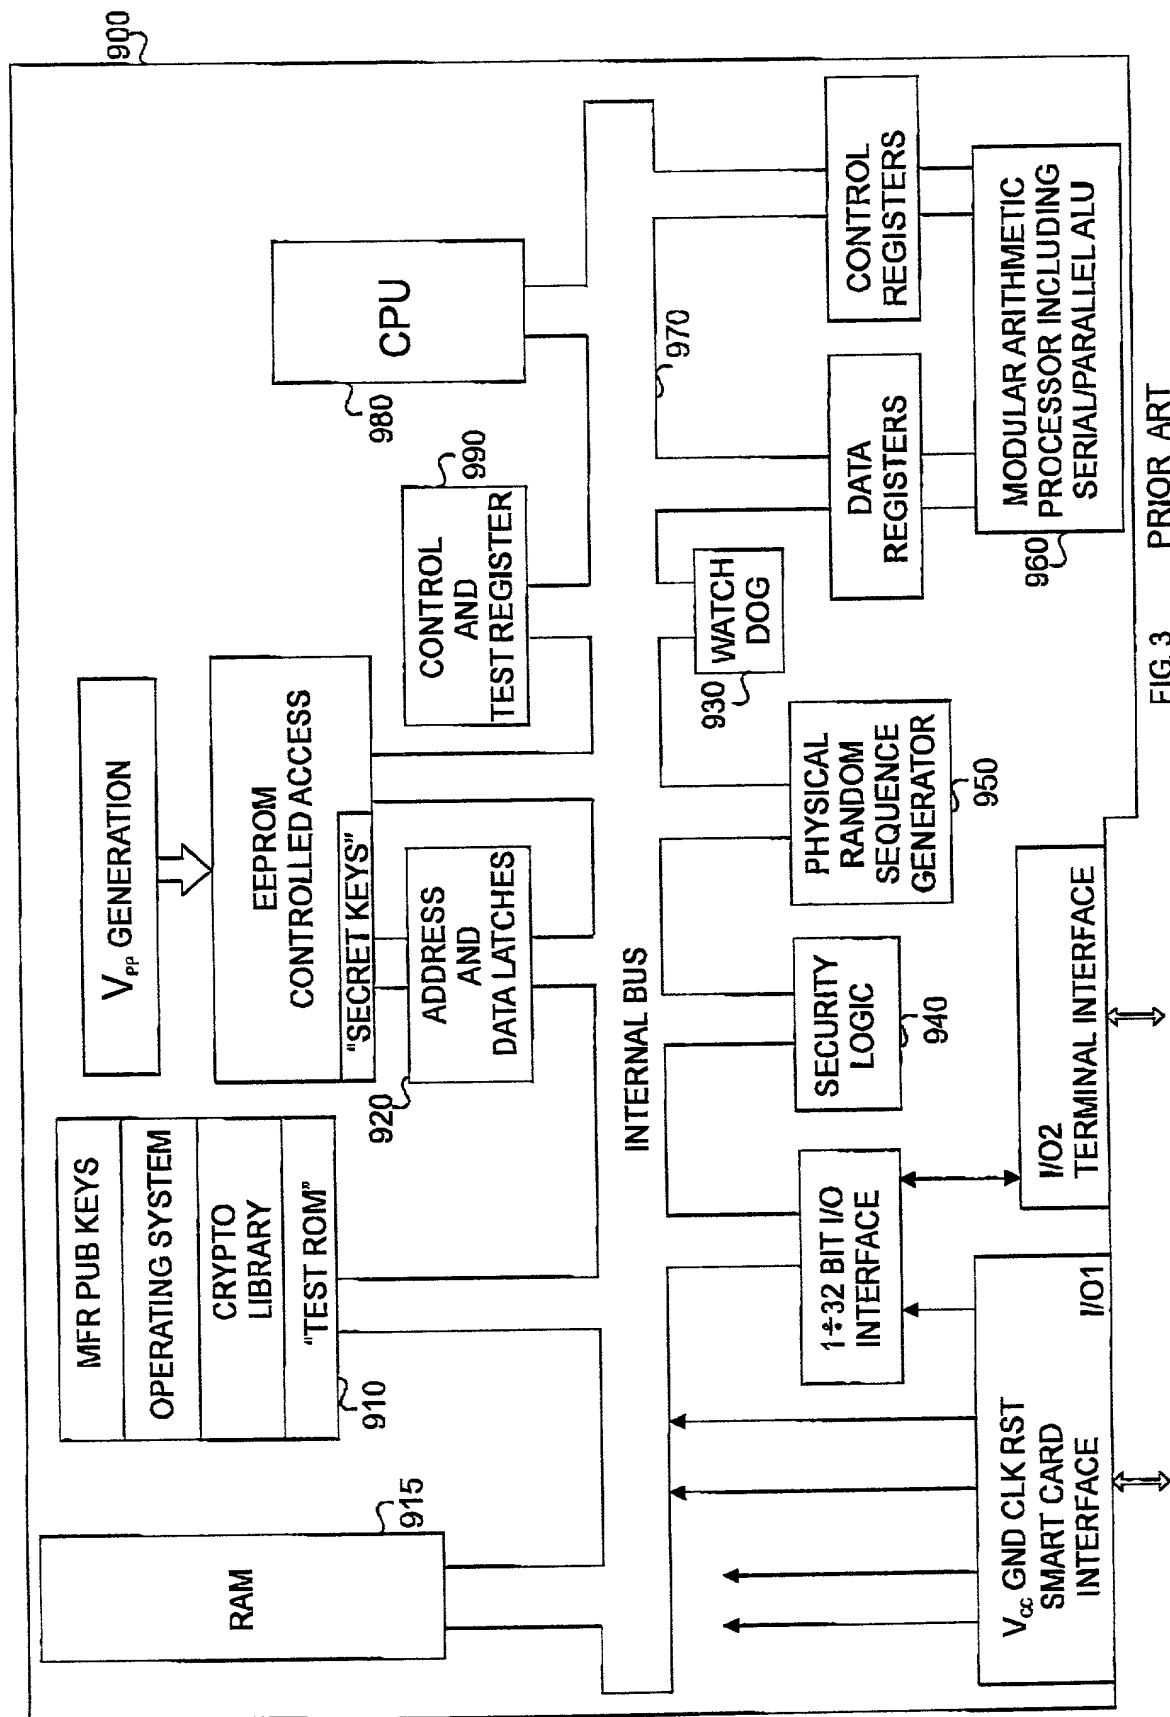 900
RAM
915
MFR PUB KEYS
OPERATING SYSTEM
CRYPTO
LIBRARY
"TEST ROM"
910
VPP GENERATION
EEPROM
CONTROLLED ACCESS
"SECRET KEYS"
ADDRESS
AND
DATA LATCHES
920
CONTROL
AND
TEST REGISTER
990
CPU
980
INTERNAL BUS
970
1÷32 BIT I/O
INTERFACE
SECURITY
LOGIC
940
PHYSICAL
RANDOM
SEQUENCE
GENERATOR
950
WATCH
DOG
930
DATA
REGISTERS
CONTROL
REGISTERS
MODULAR ARITHMETIC
PROCESSOR INCLUDING
SERIAL/PARALLEL ALU
960
VCC GND CLK RST
SMART CARD
INTERFACE
I/O1
I/O2
TERMINAL INTERFACE
FIG. 3 PRIOR ART